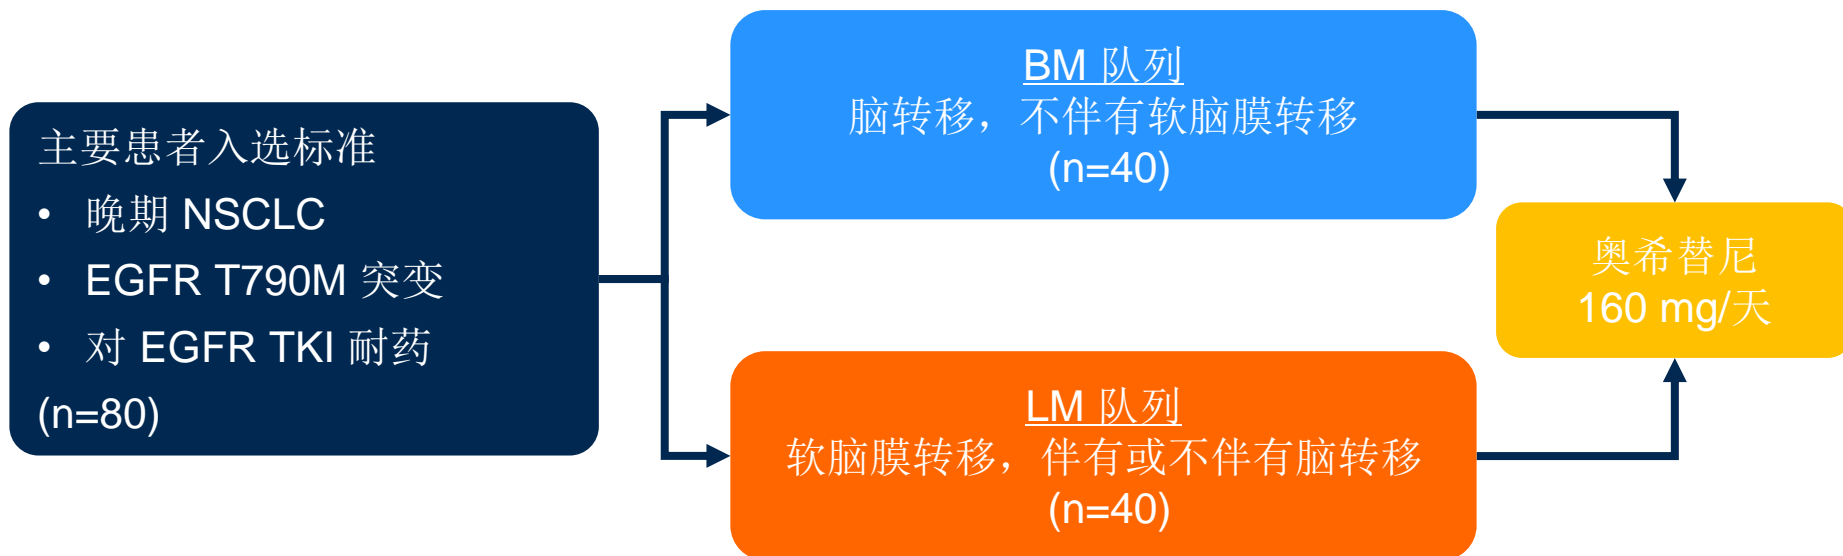 主要患者入选标准
• 晚期 NSCLC
• EGFR T790M 突变
• 对 EGFR TKI 耐药
(n=80)
BM 队列
脑转移，不伴有软脑膜转移
(n=40)
LM 队列
软脑膜转移，伴有或不伴有脑转移
(n=40)
奥希替尼
160 mg/天